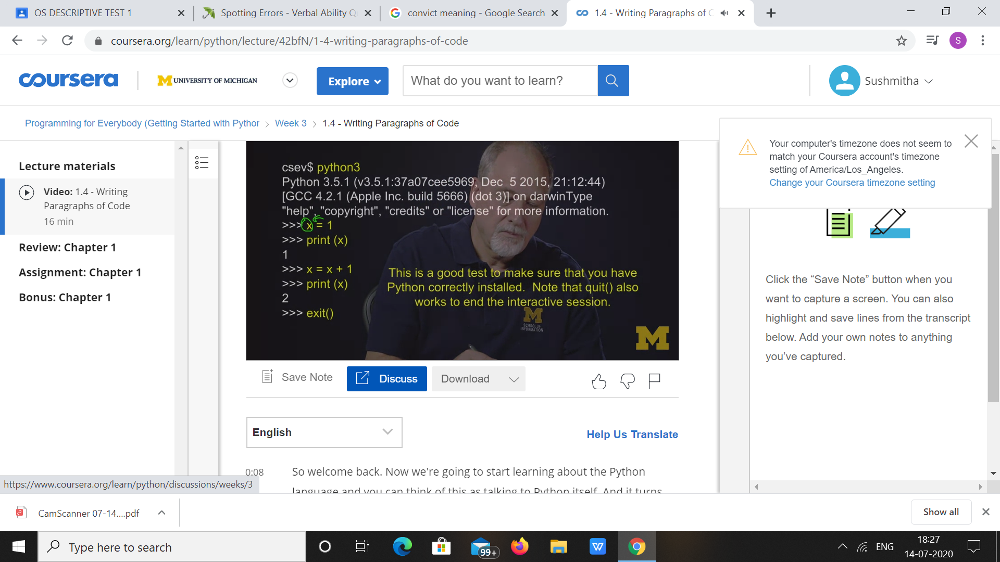 OS DESCRIPTIVE TEST 1
Spotting Errors - Verbal Ability Q
convict meaning - Google Search
1.4 - Writing Paragraphs of C
coursera.org/learn/python/lecture/42bfN/1-4-writing-paragraphs-of-code
S
coursera
M UNIVERSITY OF MICHIGAN
Explore
What do you want to learn?
Sushmitha
Programming for Everybody (Getting Started with Python
Week 3
1.4 - Writing Paragraphs of Code
Your computer's timezone does not seem to
match your Coursera account's timezone
setting of America/Los_Angeles.
Change your Coursera timezone setting
Lecture materials
Video: 1.4 - Writing
Paragraphs of Code
16 min
Review: Chapter 1
Assignment: Chapter 1
Bonus: Chapter 1
csev$ python3
Python 3.5.1 (v3.5.1:37a07cee5969, Dec 5 2015, 21:12:44)
[GCC 4.2.1 (Apple Inc. build 5666) (dot 3)] on darwinType
"help", "copyright", "credits" or "license" for more information.
>>> x = 1
>>> print (x)
1
>>> x = x + 1
>>> print (x)
2
>>> exit()
This is a good test to make sure that you have
Python correctly installed. Note that quit() also
works to end the interactive session.
M
SCHOOL OF
INFORMATION
M
Click the “Save Note” button when you
want to capture a screen. You can also
highlight and save lines from the transcript
below. Add your own notes to anything
you’ve captured.
Save Note
Discuss
Download
English
Help Us Translate
0:08
So welcome back. Now we're going to start learning about the Python
language and you can think of this as talking to Python itself. And it turns
https://www.coursera.org/learn/python/discussions/weeks/3
CamScanner 07-14....pdf
Show all
Type here to search
99+
W
ENG
18:27
14-07-2020